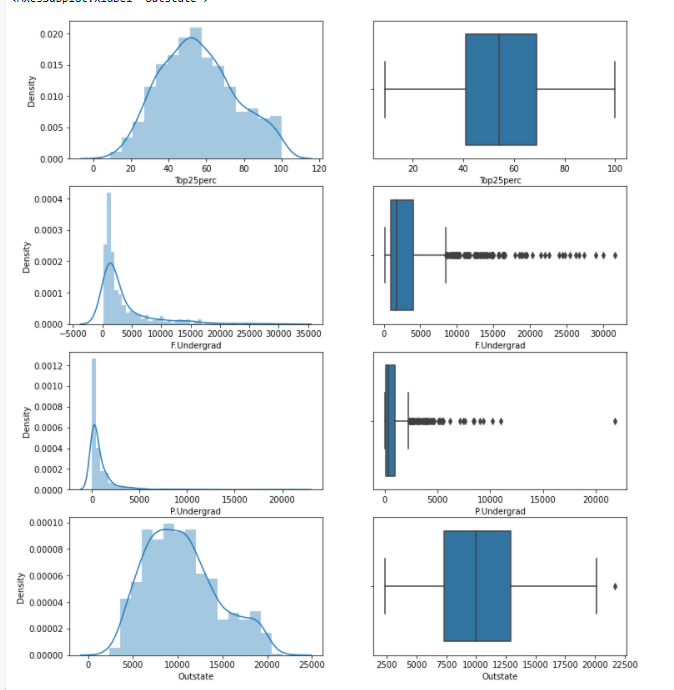 0.020
0.015
0.010
0.005
0.000
Density
0 20 40 60 80 100 120
Top25perc
20 40 60 80 100
Top25perc
0.0004
0.0003
0.0002
0.0001
0.0000
Density
−5000 0 5000 10000 15000 20000 25000 30000 35000
F.Undergrad
0 5000 10000 15000 20000 25000 30000
F.Undergrad
0.0012
0.0010
0.0008
0.0006
0.0004
0.0002
0.0000
Density
0 5000 10000 15000 20000
P.Undergrad
0 5000 10000 15000 20000
P.Undergrad
0.00010
0.00008
0.00006
0.00004
0.00002
0.00000
Density
0 5000 10000 15000 20000 25000
Outstate
2500 5000 7500 10000 12500 15000 17500 20000 22500
Outstate